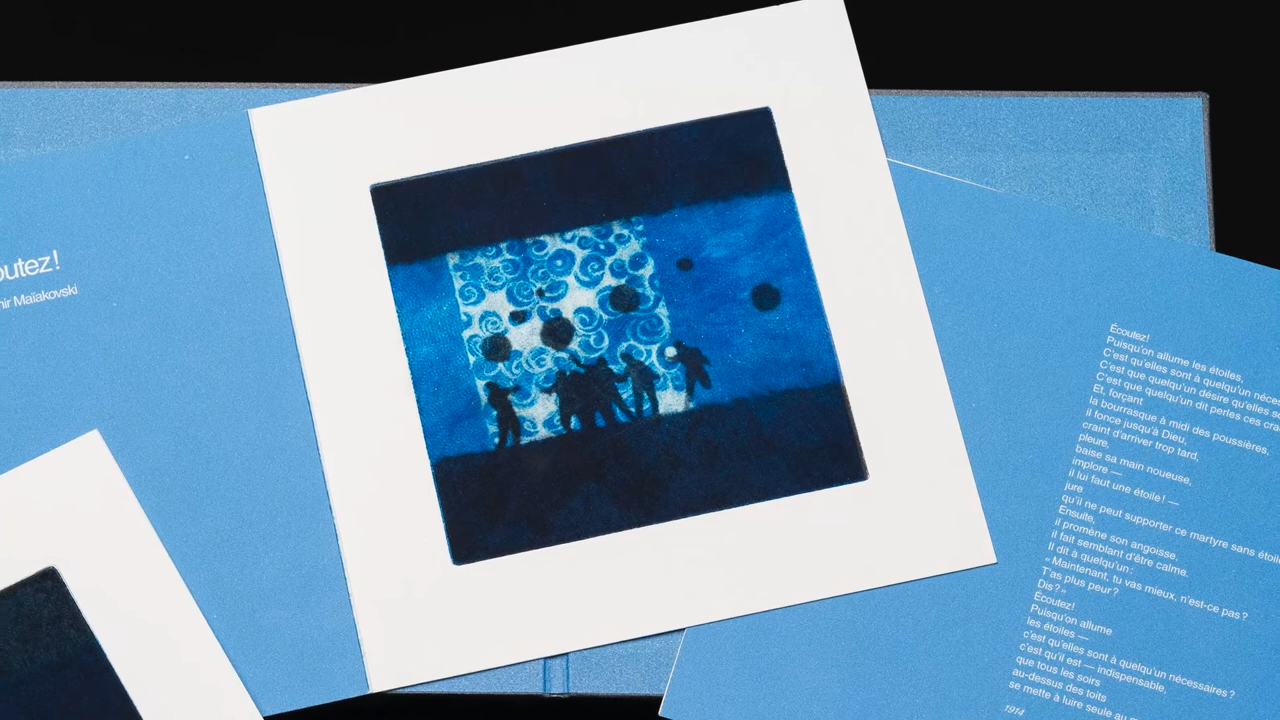 outez!
nir Maïakovski
Écoutez!
Puisqu'on allume les étoiles,
C'est qu'elles sont à quelqu'un néces
C'est que quelqu'un désire qu'elles s
C'est que quelqu'un dit perles ces cra
Et, forçant
la bourrasque à midi des poussières,
il fonce jusqu'à Dieu,
craint d'arriver trop tard,
pleure,
baise sa main noueuse,
implore —
il lui faut une étoile! —
jure
qu'il ne peut supporter ce martyre sans étoile
Ensuite,
il promène son angoisse,
il fait semblant d'être calme.
Il dit à quelqu'un :
« Maintenant, tu vas mieux, n'est-ce pas ?
T'as plus peur ?
Dis ? »
Écoutez!
Puisqu'on allume
les étoiles —
c'est qu'elles sont à quelqu'un nécessaires ?
c'est qu'il est — indispensable,
que tous les soirs
au-dessus des toits
se mette à luire seule au
1914